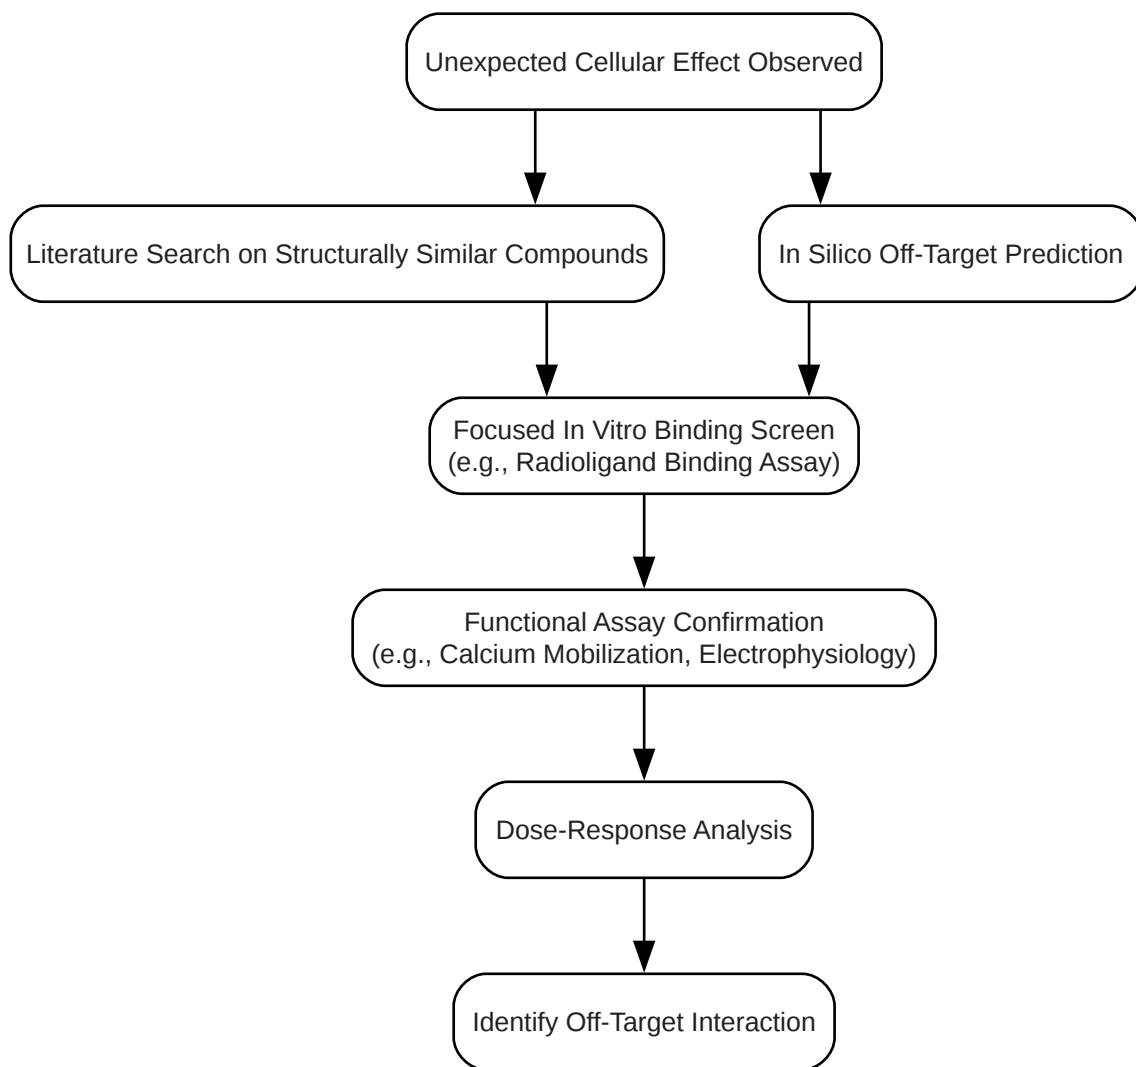 Unexpected Cellular Effect Observed
Literature Search on Structurally Similar Compounds
In Silico Off-Target Prediction
Focused In Vitro Binding Screen
(e.g., Radioligand Binding Assay)
Functional Assay Confirmation
(e.g., Calcium Mobilization, Electrophysiology)
Dose-Response Analysis
Identify Off-Target Interaction